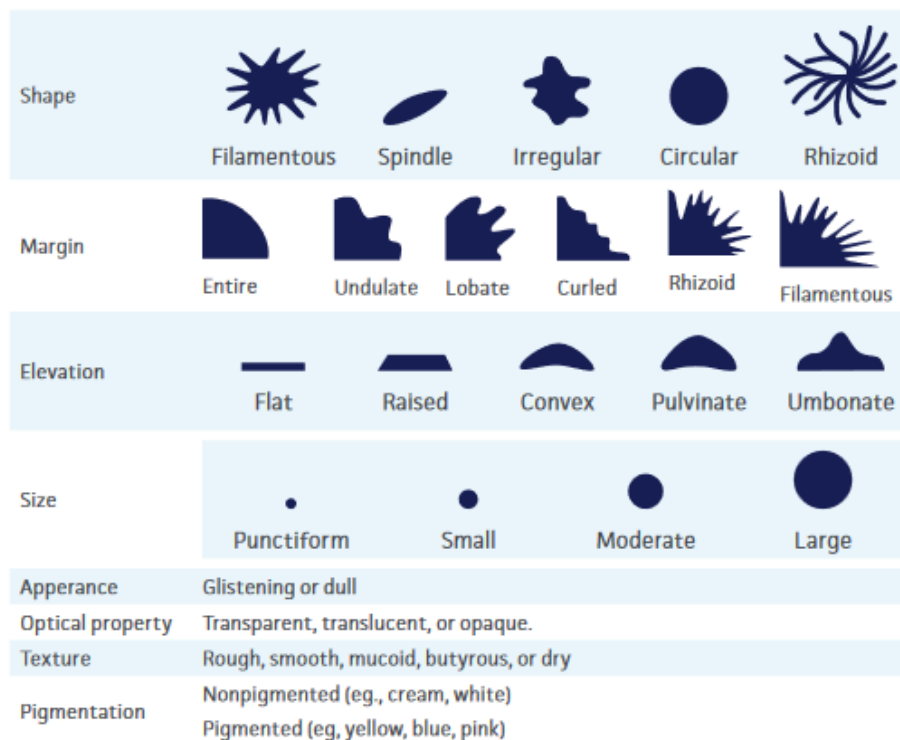 Shape
Filamentous Spindle Irregular Circular Rhizoid
Margin
Entire Undulate Lobate Curled Rhizoid Filamentous
Elevation
Flat Raised Convex Pulvinate Umbonate
Size
Punctiform Small Moderate Large
Apperance Glistening or dull
Optical property Transparent, translucent, or opaque.
Texture Rough, smooth, mucoid, butyrous, or dry
Pigmentation
Nonpigmented (eg., cream, white)
Pigmented (eg, yellow, blue, pink)